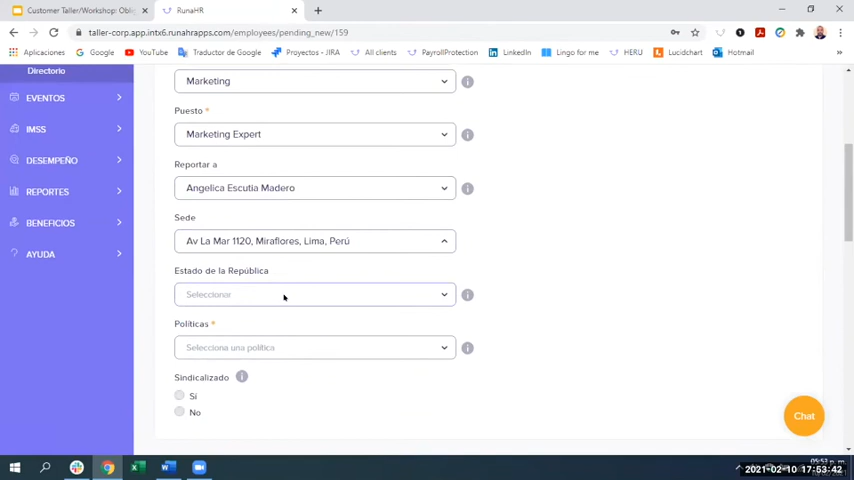 Customer Taller/Workshop: Oblig
RunaHR
taller-corp.app.intx6.runahrapps.com/employees/pending_new/159
Aplicaciones
Google
YouTube
Traductor de Google
Proyectos - JIRA
All clients
PayrollProtection
LinkedIn
Lingo for me
HERU
Lucidchart
Hotmail
Directorio
EVENTOS
IMSS
DESEMPEÑO
REPORTES
BENEFICIOS
AYUDA
Marketing
Puesto *
Marketing Expert
Reportar a
Angelica Escutia Madero
Sede
Av La Mar 1120, Miraflores, Lima, Perú
Estado de la República
Seleccionar
Políticas *
Selecciona una política
Sindicalizado
Sí
No
Chat
05:53 p. m.
2021-02-10 17:53:42